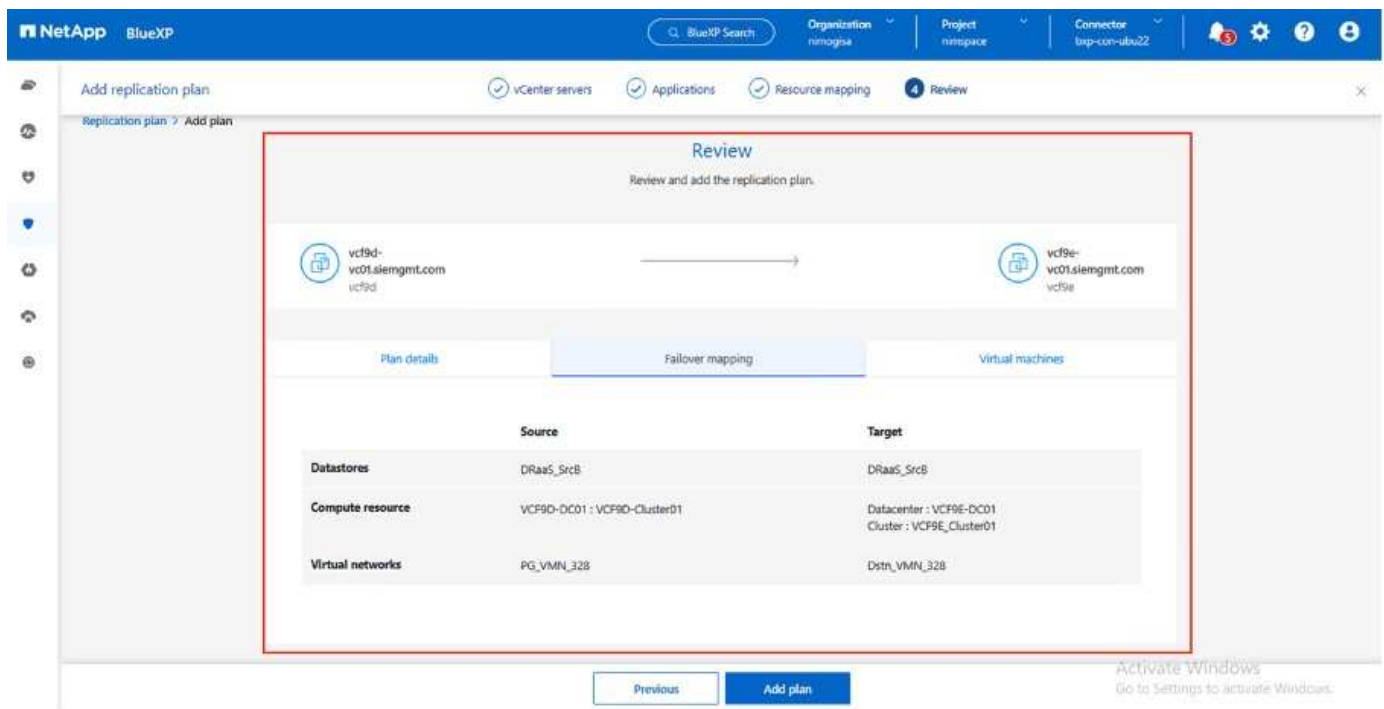 NetApp BlueXP
BlueXP Search
Organization
nimogisa
Project
nimspace
Connector
bxp-con-ubu22
5
Add replication plan
vCenter servers
Applications
Resource mapping
4 Review
Replication plan > Add plan
Review
Review and add the replication plan.
vcf9d-
vc01.siemgmt.com
vcf9d
vcf9e-
vc01.siemgmt.com
vcf9e
Plan details
Failover mapping
Virtual machines
Source Target
Datastores DRaaS_SrcB DRaaS_SrcB
Compute resource VCF9D-DC01 : VCF9D-Cluster01 Datacenter : VCF9E-DC01
Cluster : VCF9E_Cluster01
Virtual networks PG_VMN_328 Dstn_VMN_328
Previous
Add plan
Activate Windows
Go to Settings to activate Windows.